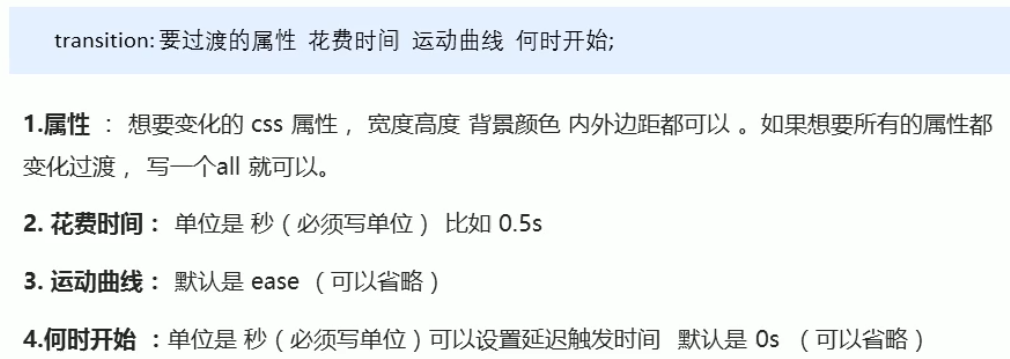 transition: 要过渡的属性 花费时间 运动曲线 何时开始;
1.属性 ： 想要变化的 css 属性， 宽度高度 背景颜色 内外边距都可以 。如果想要所有的属性都
变化过渡， 写一个all 就可以。
2. 花费时间： 单位是 秒（必须写单位） 比如 0.5s
3. 运动曲线： 默认是 ease （可以省略）
4.何时开始 ：单位是 秒（必须写单位）可以设置延迟触发时间 默认是 0s （可以省略）